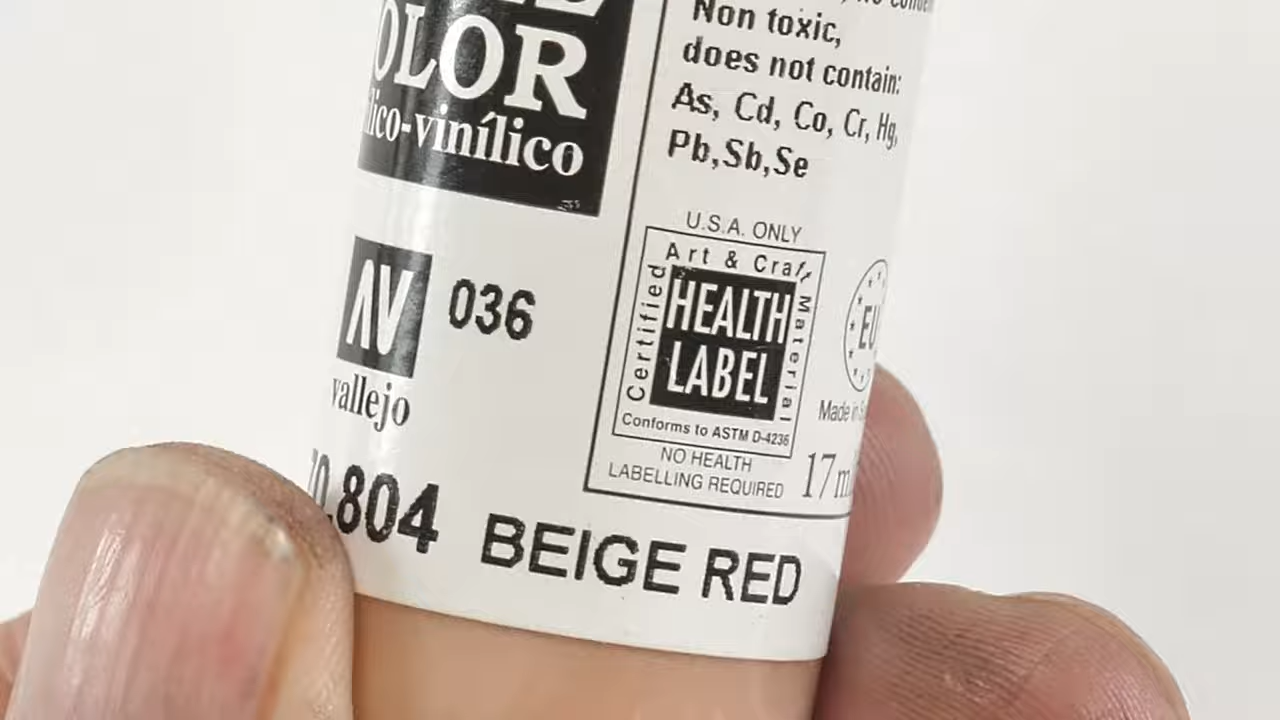 OLOR
lico-vinílico
AV
vallejo
036
.804 BEIGE RED
Non toxic,
does not contain:
As, Cd, Co, Cr, Hg,
Pb,Sb,Se
U.S.A. ONLY
Art & Craft Material
Certified
HEALTH
LABEL
Conforms to ASTM D-4236
NO HEALTH
LABELLING REQUIRED
EU
Made in
17m